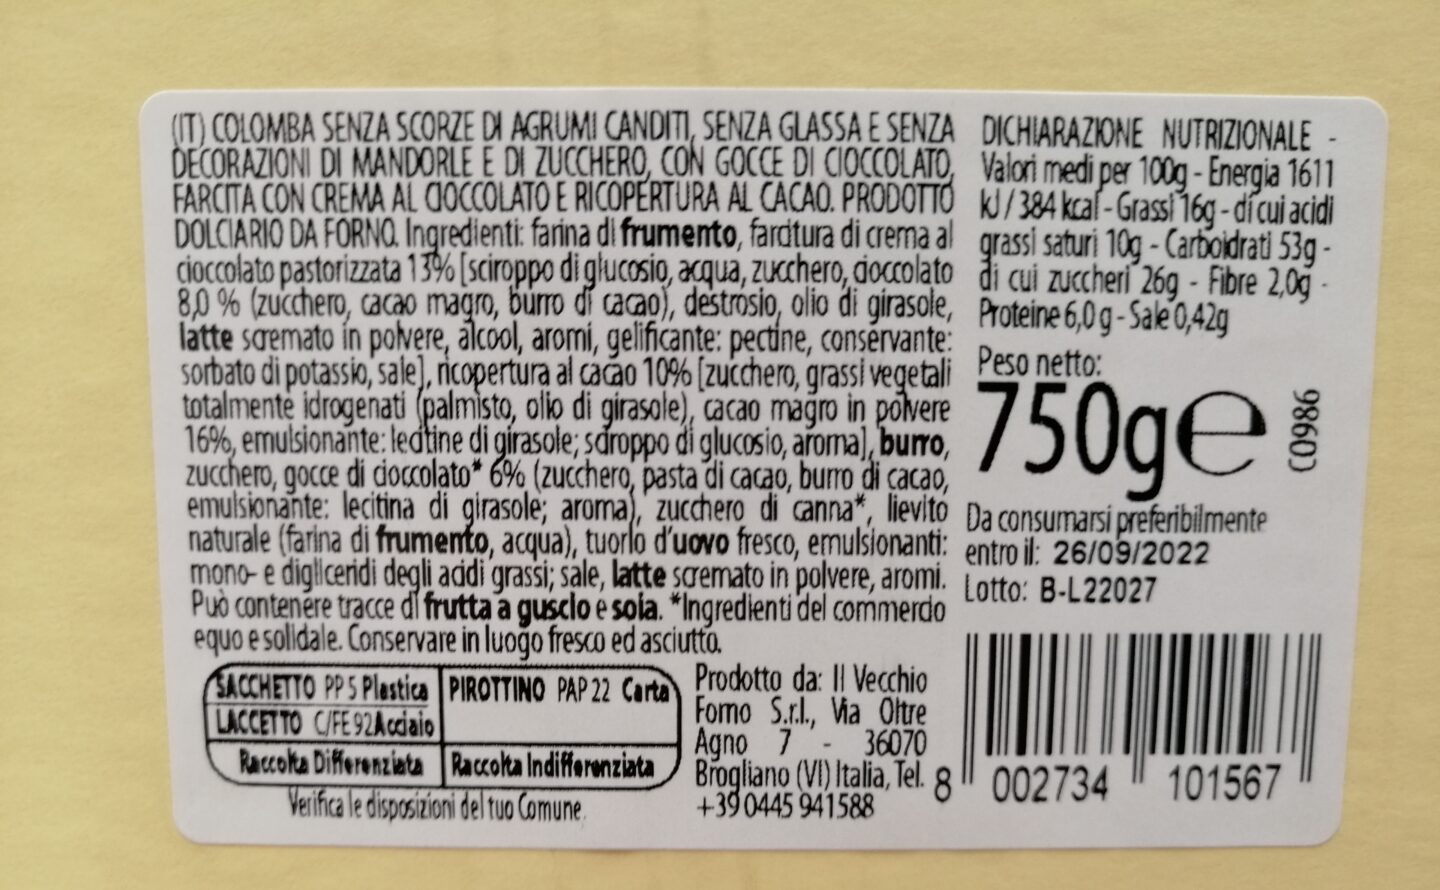 (IT) COLOMBA SENZA SCORZE DI AGRUMI CANDITI, SENZA GLASSA E SENZA
DECORAZIONI DI MANDORLE E DI ZUCCHERO, CON GOCCE DI CIOCCOLATO,
FARCITA CON CREMA AL CIOCCOLATO E RICOPERTURA AL CACAO. PRODOTTO
DOLCIARIO DA FORNO. Ingredienti: farina di frumento, farcitura di crema al
cioccolato pastorizzata 13% [sciroppo di glucosio, acqua, zucchero, cioccolato
8,0 % (zucchero, cacao magro, burro di cacao), destrosio, olio di girasole,
latte scremato in polvere, alcool, aromi, gelificante: pectine, conservante:
sorbato di potassio, sale], ricopertura al cacao 10% [zucchero, grassi vegetali
totalmente idrogenati (palmisto, olio di girasole), cacao magro in polvere
16%, emulsionante: lecitine di girasole; sciroppo di glucosio, aroma], burro,
zucchero, gocce di cioccolato* 6% (zucchero, pasta di cacao, burro di cacao,
emulsionante: lecitina di girasole; aroma), zucchero di canna*, lievito
naturale (farina di frumento, acqua), tuorlo d'uovo fresco, emulsionanti:
mono- e digliceridi degli acidi grassi; sale, latte scremato in polvere, aromi.
Può contenere tracce di frutta a guscio e soia. *Ingredienti del commercio
equo e solidale. Conservare in luogo fresco ed asciutto.
SACCHETTO PP 5 Plastica
LACCETTO C/FE 92 Acciaio
Raccolta Differenziata
PIROTTINO PAP 22 Carta
Raccolta Indifferenziata
Verifica le disposizioni del tuo Comune.
Prodotto da: Il Vecchio
Forno S.r.l., Via Oltre
Agno 7 - 36070
Brogliano (VI) Italia, Tel.
+39 0445 941588
DICHIARAZIONE NUTRIZIONALE -
Valori medi per 100g - Energia 1611
kJ / 384 kcal - Grassi 16g - di cui acidi
grassi saturi 10g - Carboidrati 53g -
di cui zuccheri 26g - Fibre 2,0g -
Proteine 6,0 g - Sale 0,42g
Peso netto:
750g e
C0986
Da consumarsi preferibilmente
entro il: 26/09/2022
Lotto: B-L22027
8 002734 101567